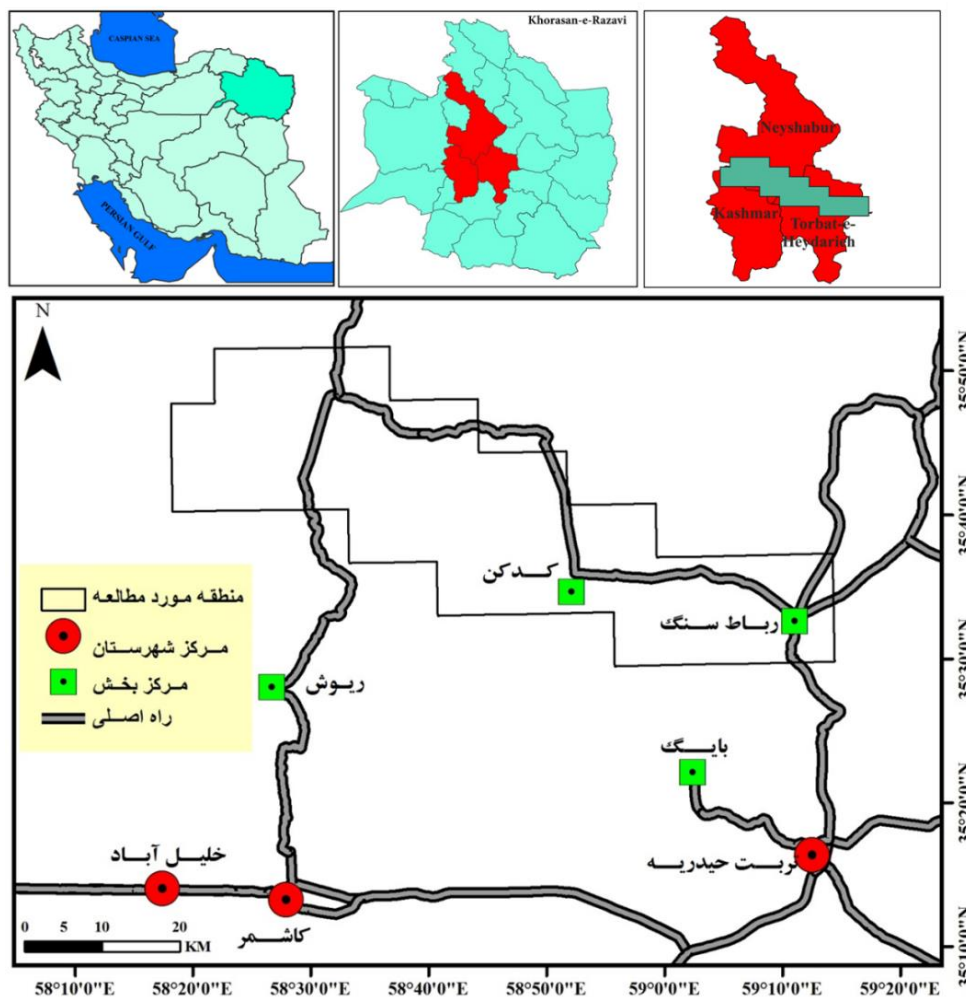 CASPIAN SEA
PERSIAN GULF
Khorasan-e-Razavi
Neyshabur
Kashmar
Torbat-e-
Heydarieh
N
35°50'0"N
35°40'0"N
35°30'0"N
35°20'0"N
35°10'0"N
منطقه مورد مطالعه
مرکز شهرستان
مرکز بخش
راه اصلی
کدکن
رباط سنگ
ریوش
بایگ
خلیل آباد
تربت حیدریه
کاشمر
0 5 10 20
KM
58°10'0"E 58°20'0"E 58°30'0"E 58°40'0"E 58°50'0"E 59°0'0"E 59°10'0"E 59°20'0"E